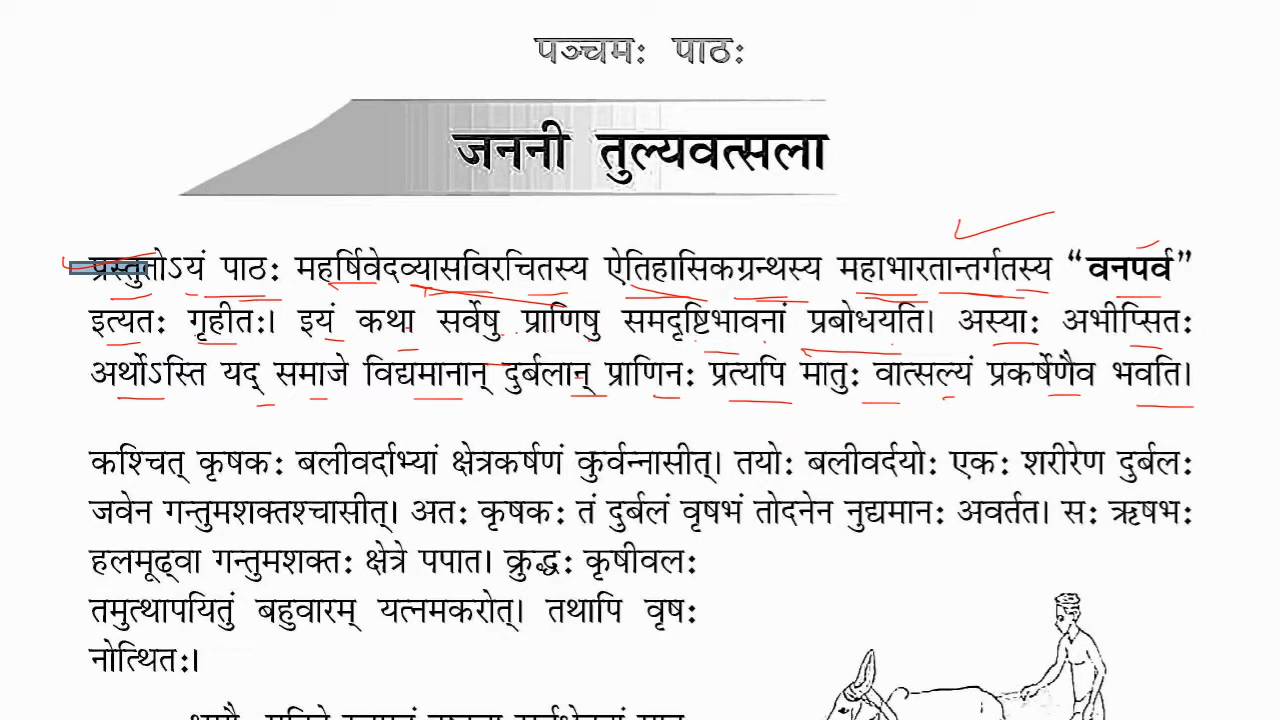 पञ्चमः पाठः
जननी तुल्यवत्सला
प्रस्तुतोऽयं पाठः महर्षिवेदव्यासविरचितस्य ऐतिहासिकग्रन्थस्य महाभारतान्तर्गतस्य “वनपर्व”
इत्यतः गृहीतः। इयं कथा सर्वेषु प्राणिषु समदृष्टिभावनां प्रबोधयति। अस्याः अभीप्सितः
अर्थोऽस्ति यद् समाजे विद्यमानान् दुर्बलान् प्राणिनः प्रत्यपि मातुः वात्सल्यं प्रकर्षेणैव भवति।
कश्चित् कृषकः बलीवर्दाभ्यां क्षेत्रकर्षणं कुर्वन्नासीत्। तयोः बलीवर्दयोः एकः शरीरेण दुर्बलः
जवेन गन्तुमशक्तश्चासीत्। अतः कृषकः तं दुर्बलं वृषभं तोदनेन नुद्यमानः अवर्तत। सः ऋषभः
हलमूढ्वा गन्तुमशक्तः क्षेत्रे पपात। क्रुद्धः कृषीवलः
तमुत्थापयितुं बहुवारम् यत्नमकरोत्। तथापि वृषः
नोत्थितः।